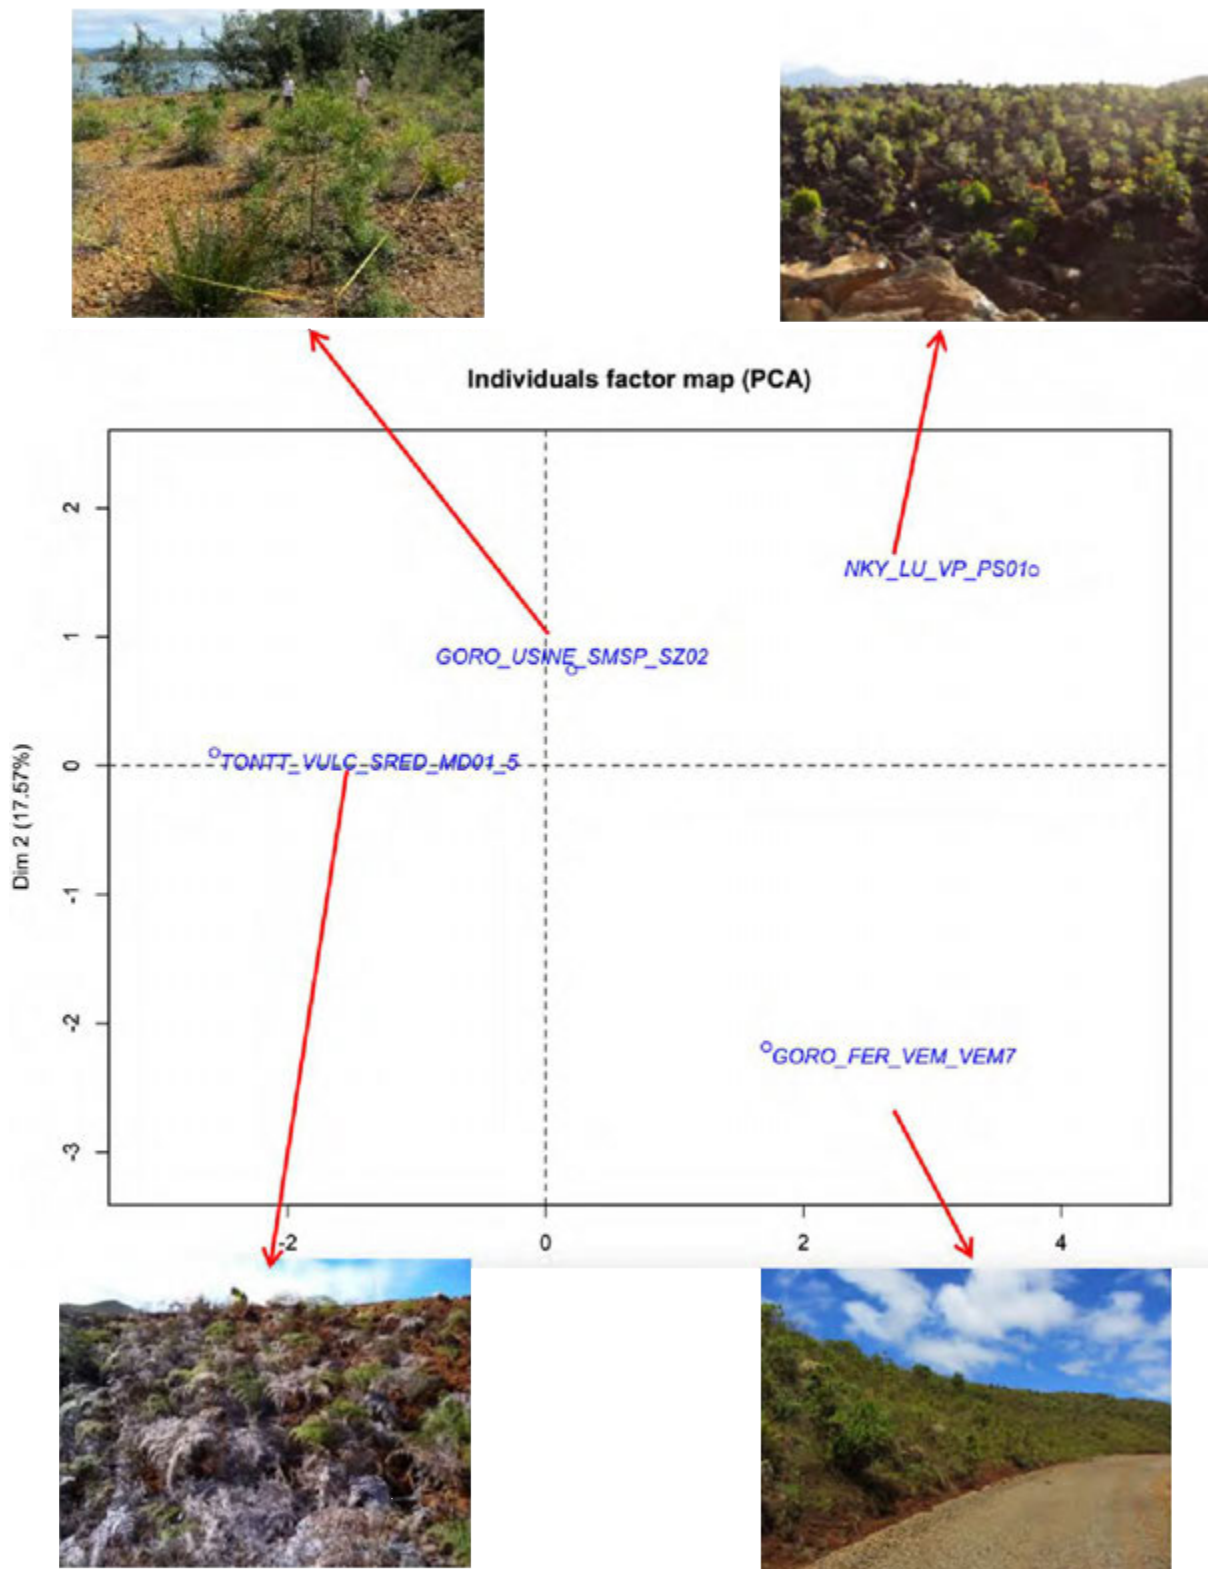 Individuals factor map (PCA)
2
NKY_LU_VP_PS01
1
GORO_USINE_SMSP_SZ02
0
TONTT_VULC_SRED_MD01_5
Dim 2 (17.57%)
-1
-2
GORO_FER_VEM_VEM7
-3
-2
0
2
4